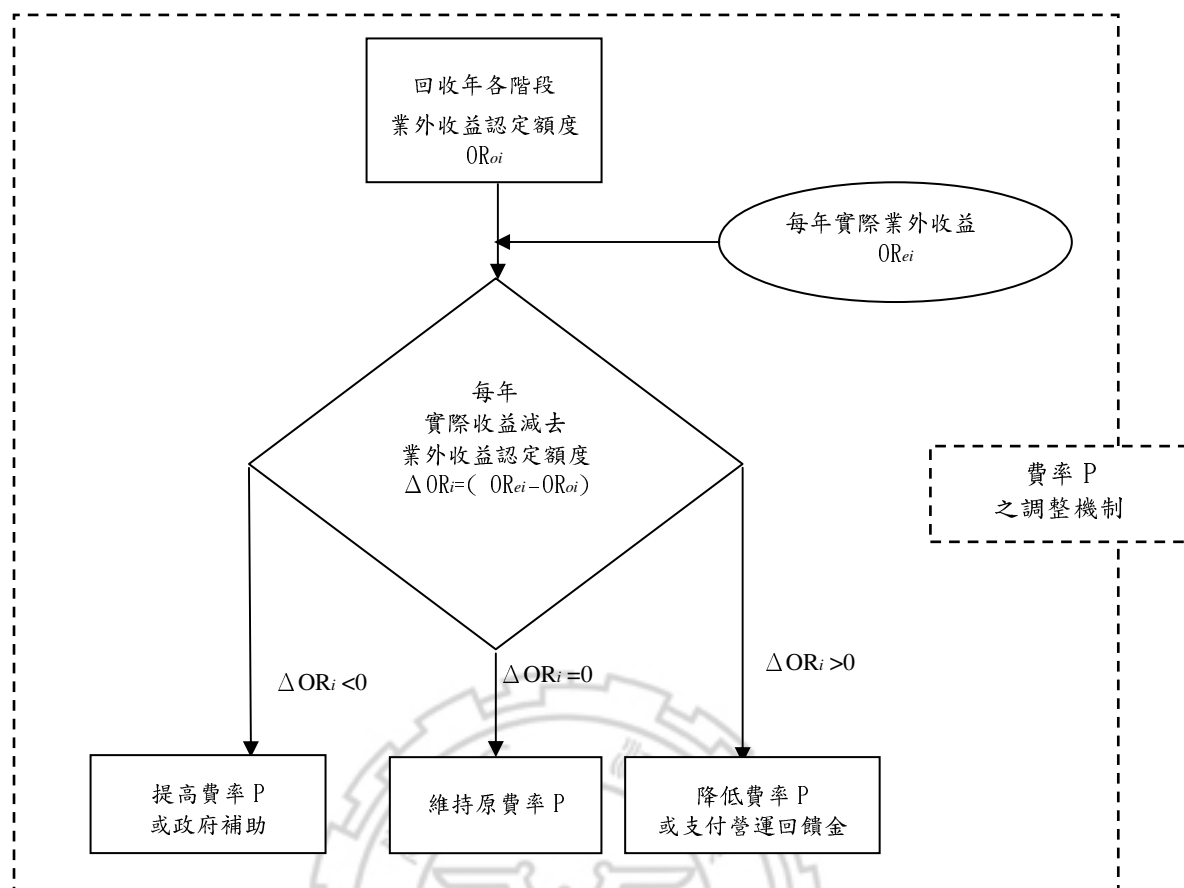 回收年各階段
業外收益認定額度
ORoi
每年實際業外收益
ORei
每年
實際收益減去
業外收益認定額度
△ORi=( ORei-ORoi)
費率 P
之調整機制
△ORi <0
△ORi =0
△ORi >0
提高費率 P
或政府補助
維持原費率 P
降低費率 P
或支付營運回饋金